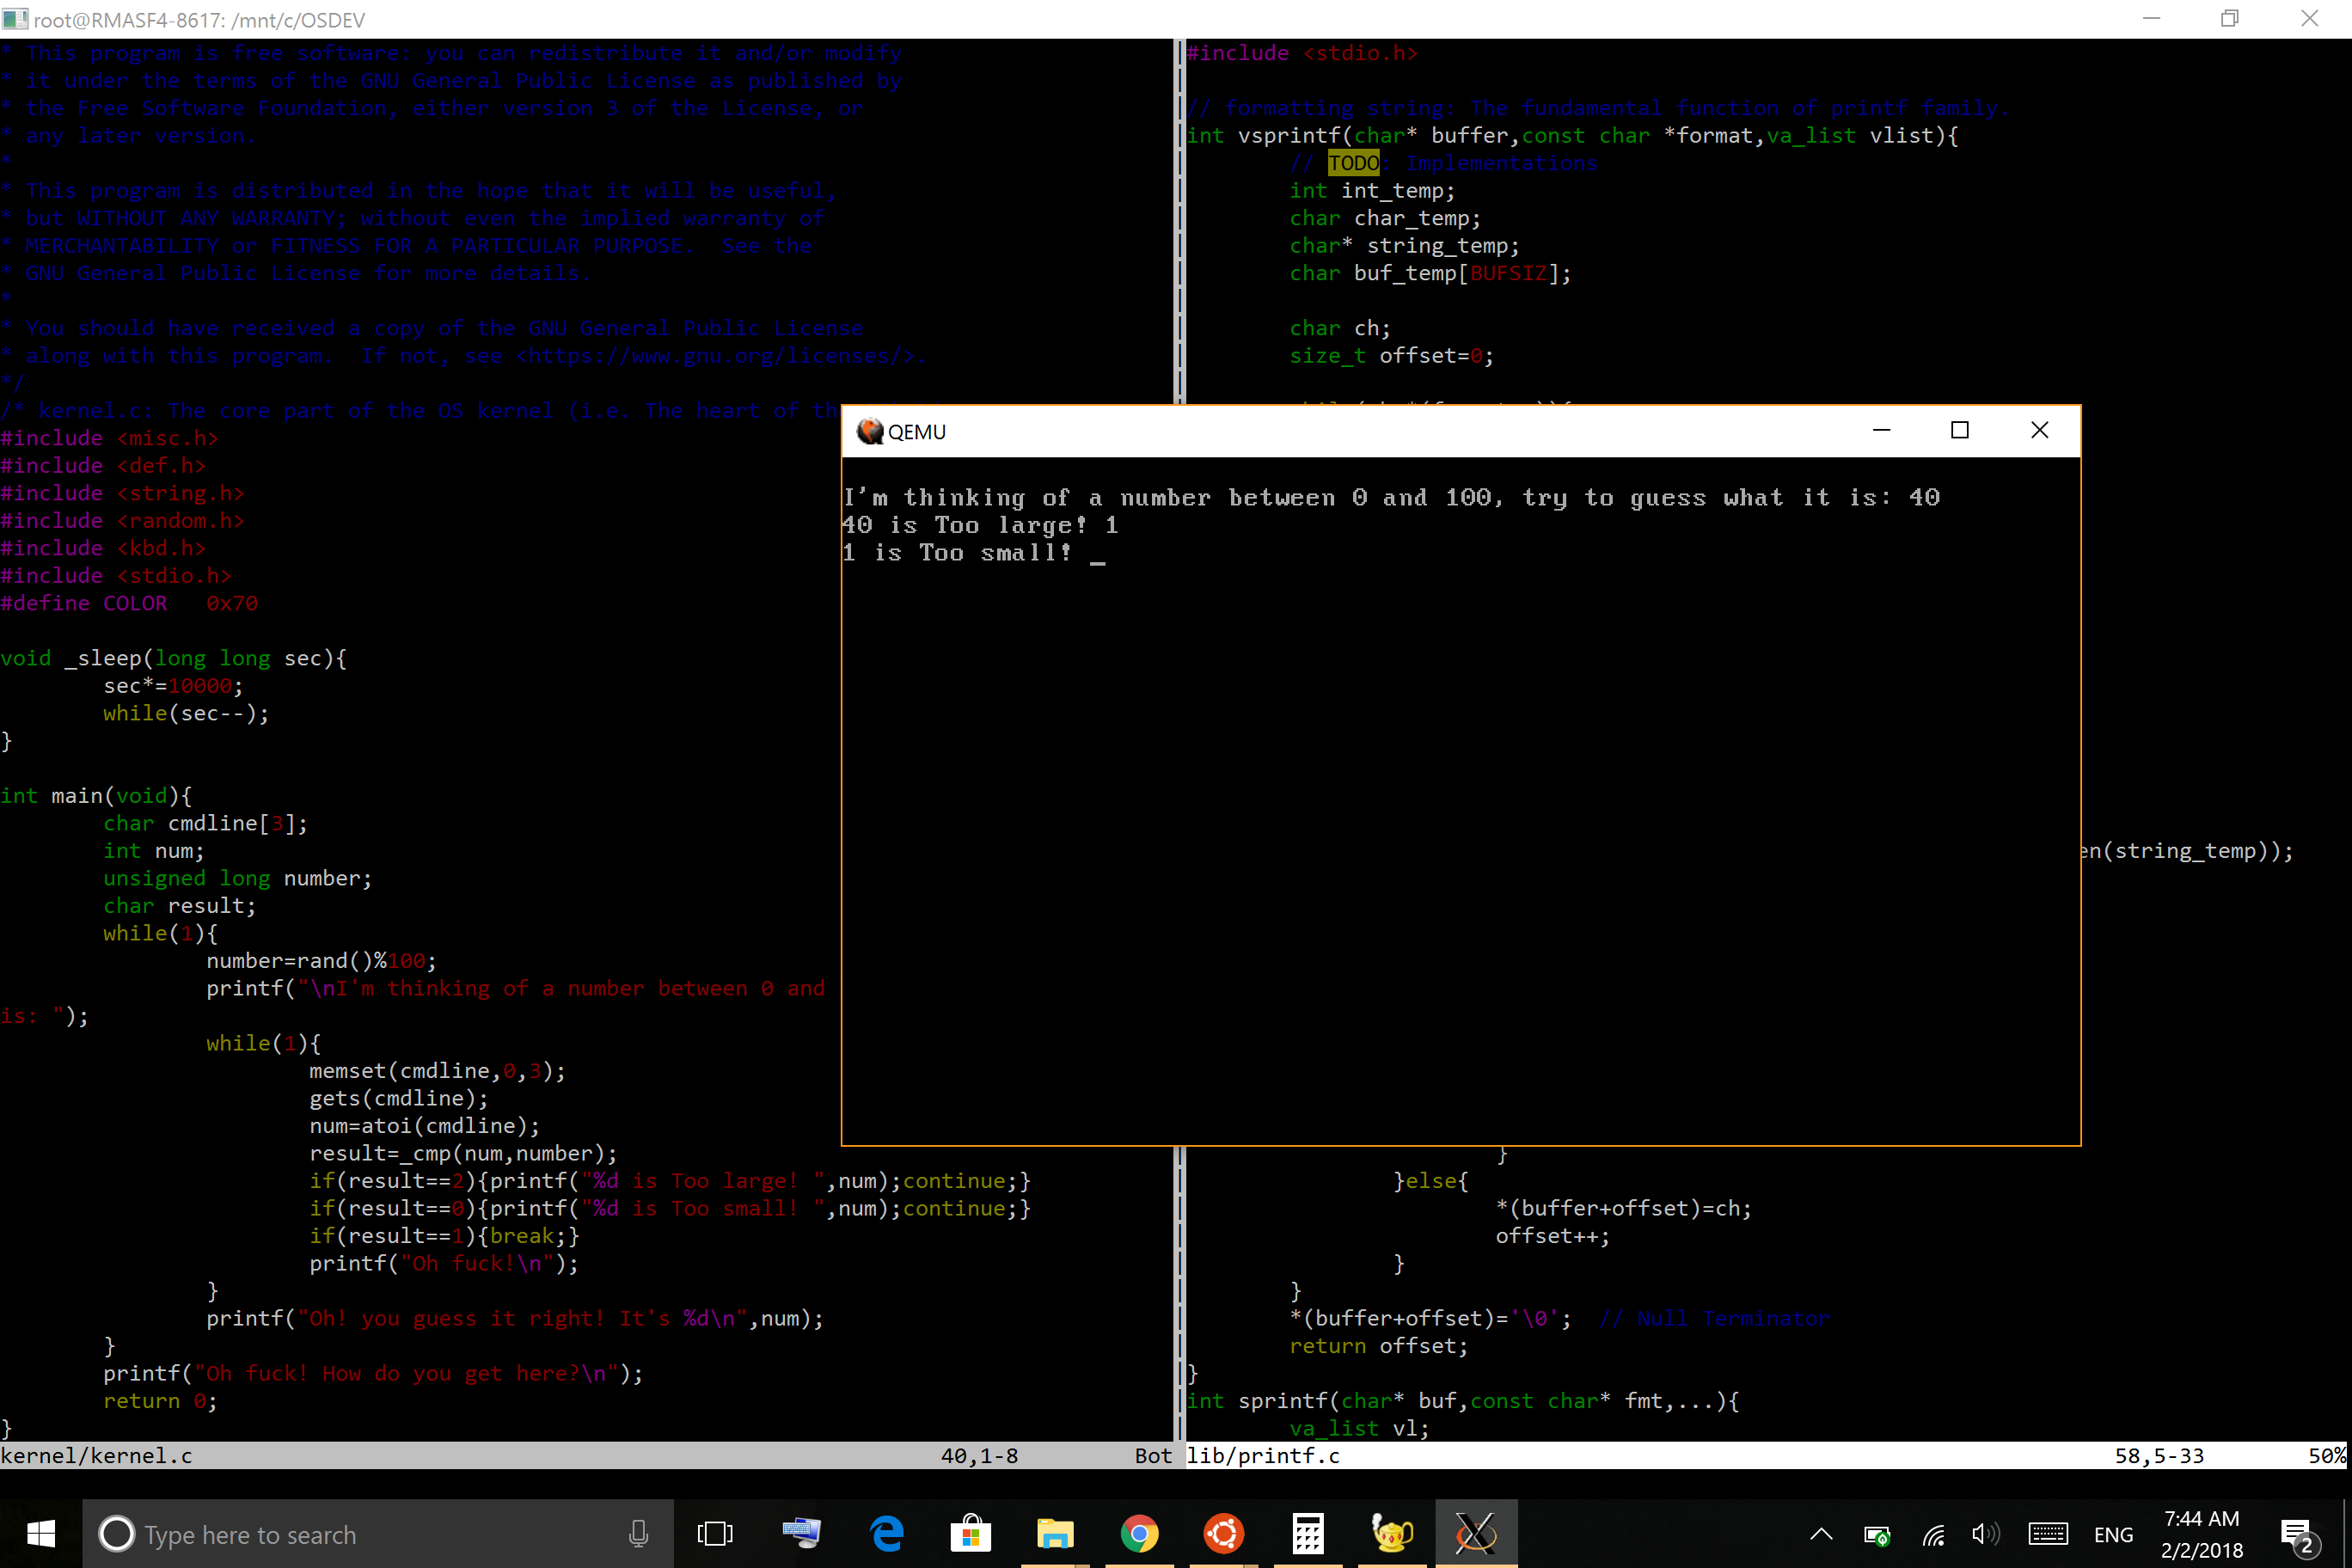 root@RMASF4-8617: /mnt/c/OSDEV
* This program is free software: you can redistribute it and/or modify
* it under the terms of the GNU General Public License as published by
* the Free Software Foundation, either version 3 of the License, or
* any later version.
*
* This program is distributed in the hope that it will be useful,
* but WITHOUT ANY WARRANTY; without even the implied warranty of
* MERCHANTABILITY or FITNESS FOR A PARTICULAR PURPOSE.  See the
* GNU General Public License for more details.
*
* You should have received a copy of the GNU General Public License
* along with this program.  If not, see <https://www.gnu.org/licenses/>.
*/
/* kernel.c: The core part of the OS kernel (i.e. The heart of th
#include <misc.h>
#include <def.h>
#include <string.h>
#include <random.h>
#include <kbd.h>
#include <stdio.h>
#define COLOR   0x70
void _sleep(long long sec){
sec*=10000;
while(sec--);
}
int main(void){
char cmdline[3];
int num;
unsigned long number;
char result;
while(1){
number=rand()%100;
printf("\nI'm thinking of a number between 0 and
is: ");
while(1){
memset(cmdline,0,3);
gets(cmdline);
num=atoi(cmdline);
result=_cmp(num,number);
if(result==2){printf("%d is Too large! ",num);continue;}
if(result==0){printf("%d is Too small! ",num);continue;}
if(result==1){break;}
printf("Oh fuck!\n");
}
printf("Oh! you guess it right! It's %d\n",num);
}
printf("Oh fuck! How do you get here?\n");
return 0;
}
kernel/kernel.c 40,1-8 Bot
#include <stdio.h>
// formatting string: The fundamental function of printf family.
int vsprintf(char* buffer,const char *format,va_list vlist){
// TODO: Implementations
int int_temp;
char char_temp;
char* string_temp;
char buf_temp[BUFSIZ];
char ch;
size_t offset=0;
QEMU
I'm thinking of a number between 0 and 100, try to guess what it is: 40
40 is Too large! 1
1 is Too small! _
en(string_temp));
}
}else{
*(buffer+offset)=ch;
offset++;
}
}
*(buffer+offset)='\0';  // Null Terminator
return offset;
}
int sprintf(char* buf,const char* fmt,...){
va_list vl;
lib/printf.c 58,5-33 50%
Type here to search
ENG
7:44 AM
2/2/2018
2